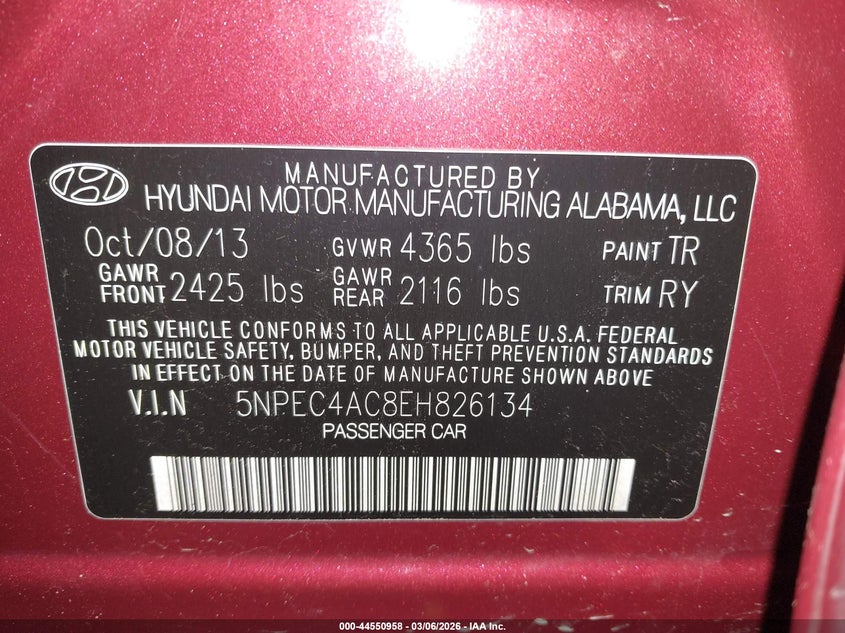 MANUFACTURED BY
HYUNDAI MOTOR MANUFACTURING ALABAMA, LLC
Oct/08/13 GVWR 4365 lbs PAINT TR
GAWR FRONT 2425 lbs GAWR REAR 2116 lbs TRIM RY
THIS VEHICLE CONFORMS TO ALL APPLICABLE U.S.A. FEDERAL
MOTOR VEHICLE SAFETY, BUMPER, AND THEFT PREVENTION STANDARDS
IN EFFECT ON THE DATE OF MANUFACTURE SHOWN ABOVE
V.I.N 5NPEC4AC8EH826134
PASSENGER CAR
000-44550958 - 03/06/2026 - IAA Inc.